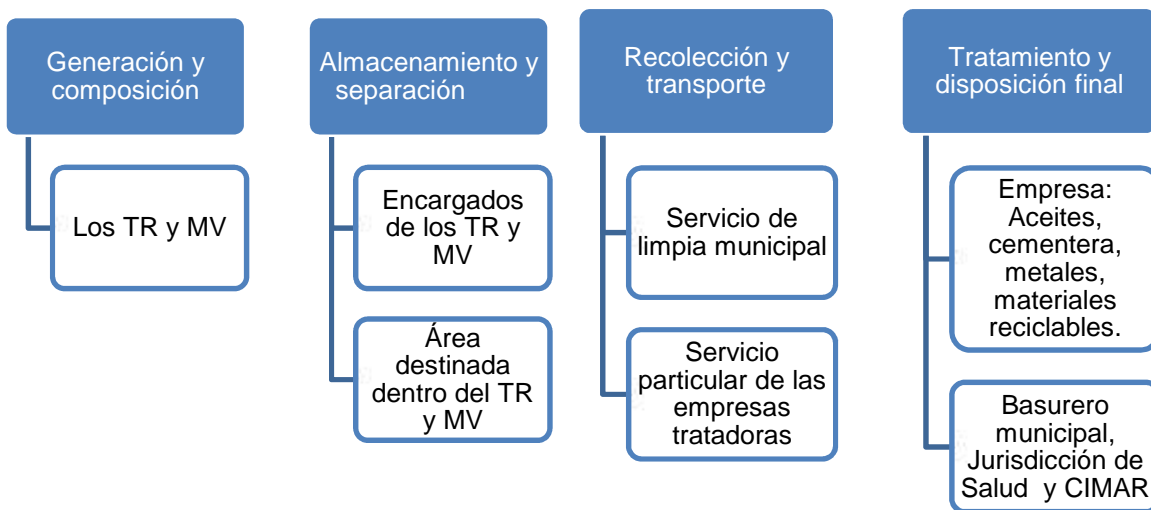 Generación y
composición
Los TR y MV
Almacenamiento y
separación
Encargados
de los TR y
MV
Área
destinada
dentro del TR
y MV
Recolección y
transporte
Servicio de
limpia municipal
Servicio
particular de las
empresas
tratadoras
Tratamiento y
disposición final
Empresa:
Aceites,
cementera,
metales,
materiales
reciclables.
Basurero
municipal,
Jurisdicción de
Salud y CIMAR